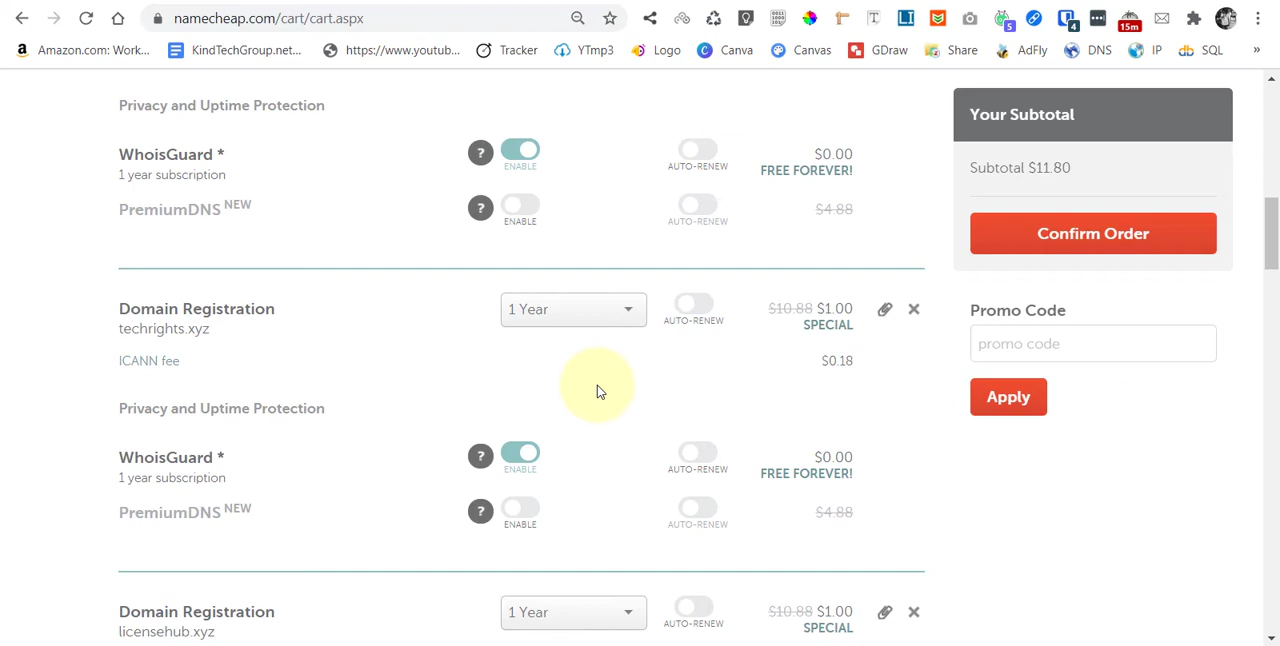 namecheap.com/cart/cart.aspx
5
4
15m
Amazon.com: Work...
KindTechGroup.net...
https://www.youtub...
Tracker
YTmp3
Logo
Canva
Canvas
GDraw
Share
AdFly
DNS
IP
SQL
»
Privacy and Uptime Protection
WhoisGuard *
1 year subscription
?
ENABLE
AUTO-RENEW
$0.00
FREE FOREVER!
PremiumDNS NEW
?
ENABLE
AUTO-RENEW
$4.88
Domain Registration
techrights.xyz
1 Year
AUTO-RENEW
$10.88 $1.00
SPECIAL
ICANN fee
$0.18
Privacy and Uptime Protection
WhoisGuard *
1 year subscription
?
ENABLE
AUTO-RENEW
$0.00
FREE FOREVER!
PremiumDNS NEW
?
ENABLE
AUTO-RENEW
$4.88
Domain Registration
licensehub.xyz
1 Year
AUTO-RENEW
$10.88 $1.00
SPECIAL
Your Subtotal
Subtotal $11.80
Confirm Order
Promo Code
promo code
Apply